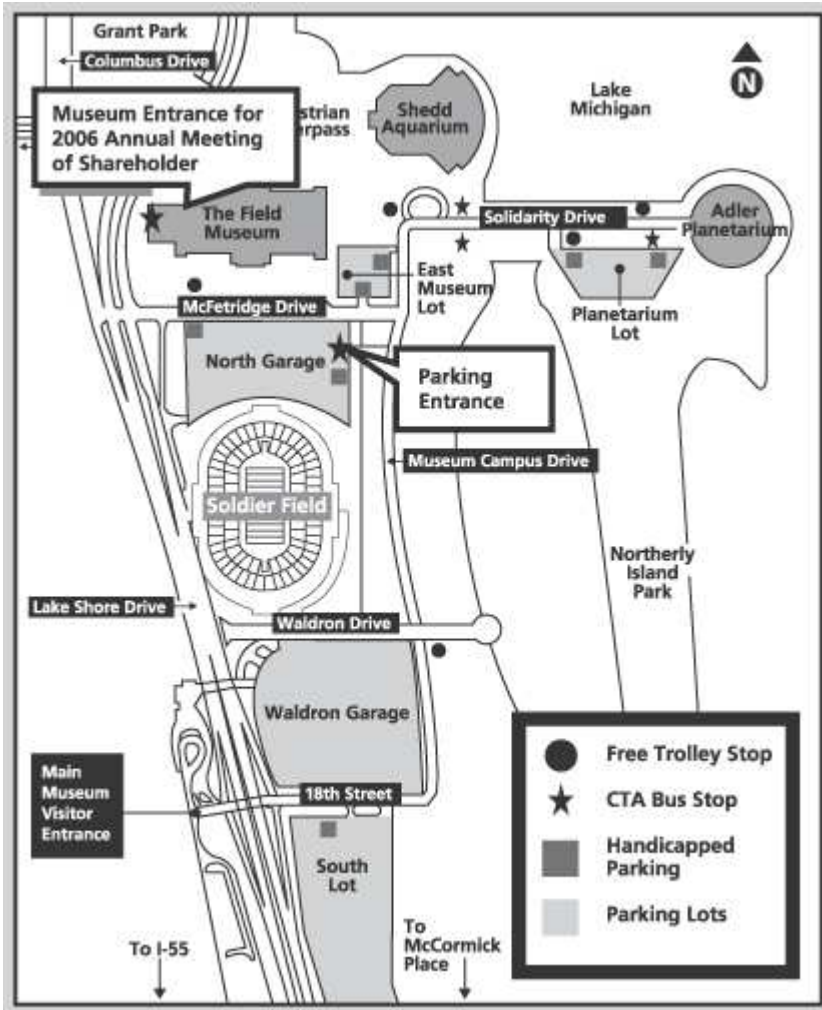 Grant Park
Columbus Drive
Museum Entrance for
2006 Annual Meeting
of Shareholder
Shedd
Aquarium
Lake
Michigan
N
The Field
Museum
Solidarity Drive
Adler
Planetarium
East
Museum
Lot
McFetridge Drive
Planetarium
Lot
North Garage
Parking
Entrance
Museum Campus Drive
Soldier Field
Northerly
Island
Park
Lake Shore Drive
Waldron Drive
Waldron Garage
Main
Museum
Visitor
Entrance
18th Street
South
Lot
To I-55
To
McCormick
Place
Free Trolley Stop
CTA Bus Stop
Handicapped
Parking
Parking Lots